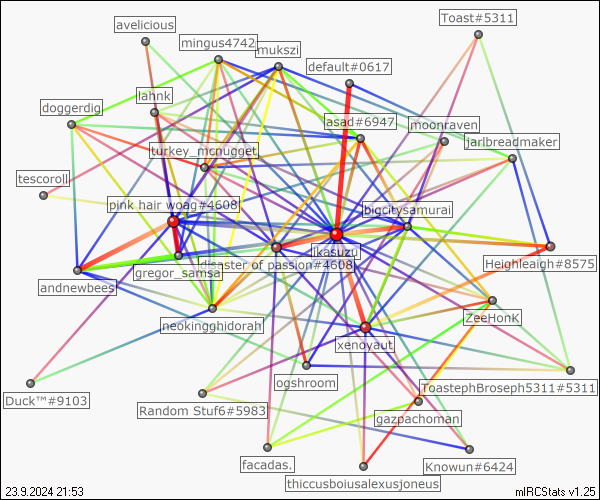 avelicious
Toast#5311
mingus4742
mukszi
default#0617
lahnk
doggerdig
asad#6947
moonraven
jarlbreadmaker
turkey_mcnugget
tescoroll
pink hair woag#4608
bigcitysamurai
ikasuzu
gregor_samsa
dienster of passion#4608
Heighleaigh#8575
andnewbees
neokingghidorah
ZeeHonk
xenoyaut
ogshroom
ToastephBroseph5311#5311
Duck™#9103
Random Stuf6#5983
gazpachoman
facadas.
Knowun#6424
thiccusboiusalexusjoneus
23.9.2024 21:53
mIRCStats v1.25